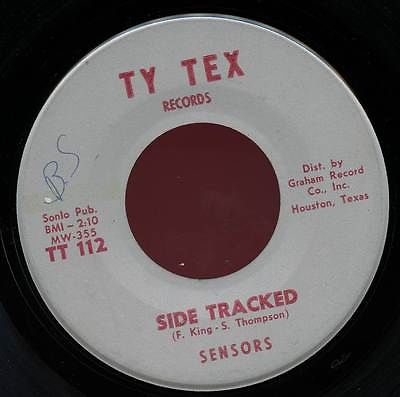 TY TEX
RECORDS
B.S
Sonlo Pub.
BMI - 2:10
MW-355
TT 112
Dist. by
Graham Record
Co., Inc.
Houston, Texas
SIDE TRACKED
(F. King - S. Thompson)
SENSORS